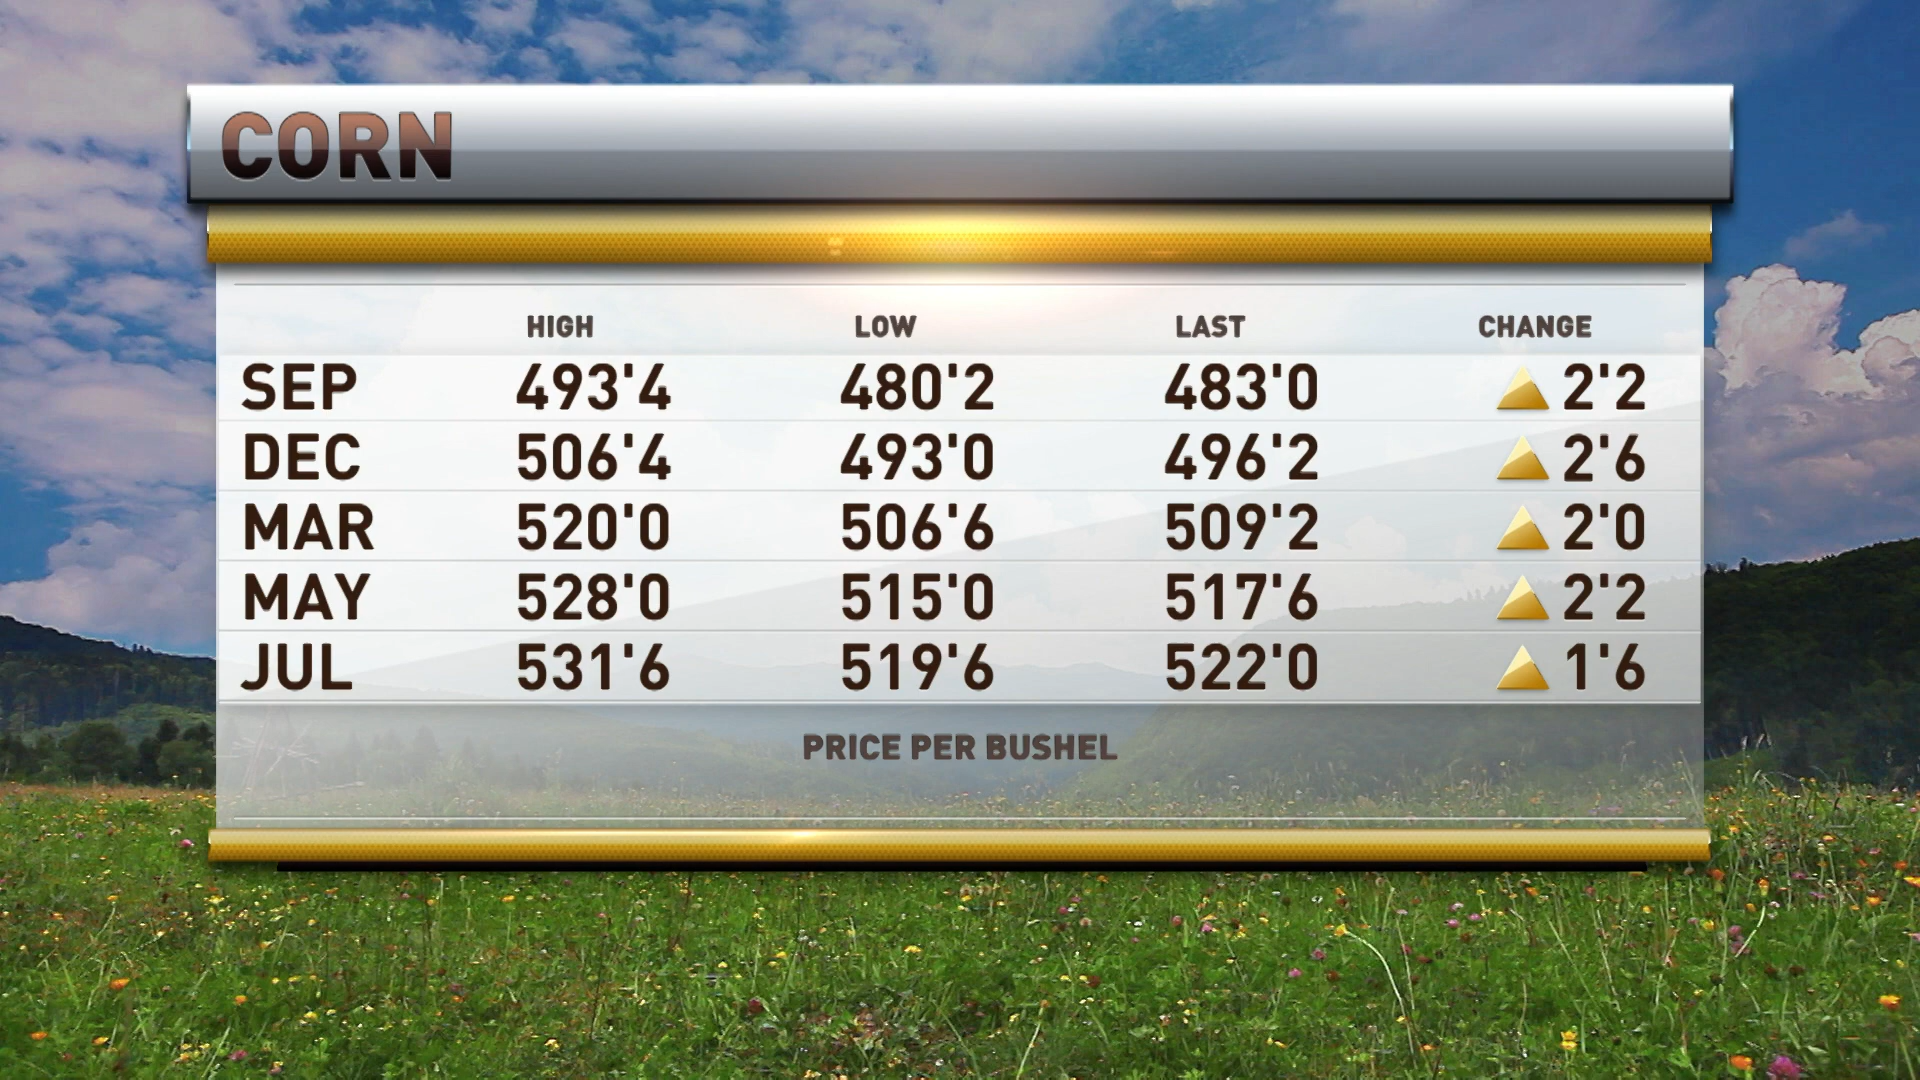 CORN
HIGH LOW LAST CHANGE
SEP 493'4 480'2 483'0 2'2
DEC 506'4 493'0 496'2 2'6
MAR 520'0 506'6 509'2 2'0
MAY 528'0 515'0 517'6 2'2
JUL 531'6 519'6 522'0 1'6
PRICE PER BUSHEL